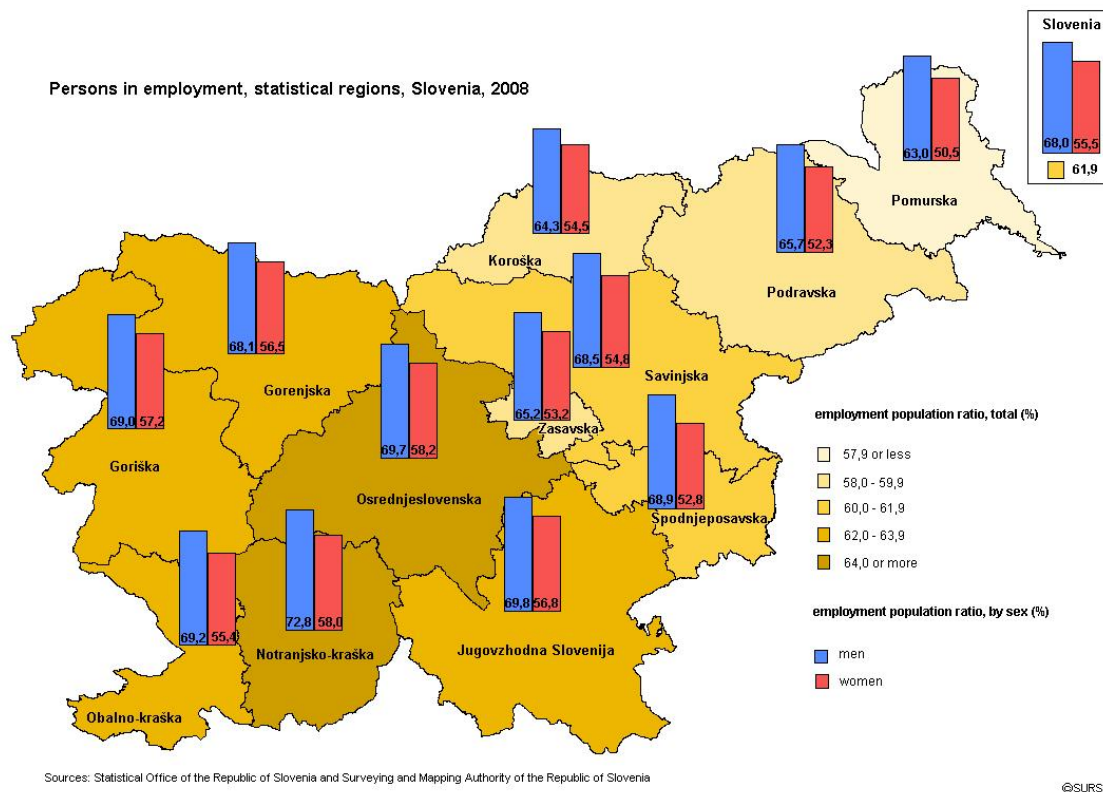 Slovenia
68,0 55,5
61,9
Persons in employment, statistical regions, Slovenia, 2008
63,0 50,5
Pomurska
64,3 54,5
Koroška
65,7 52,3
Podravska
68,1 56,5
Gorenjska
68,5 54,8
Savinjska
69,0 57,2
Goriška
65,2 53,2
Zasavska
69,7 58,2
Osrednjeslovenska
68,9 52,8
Spodnjeposavska
69,2 55,4
Obalno-kraška
72,8 58,0
Notranjsko-kraška
69,8 56,8
Jugovzhodna Slovenija
employment population ratio, total (%)
57,9 or less
58,0 - 59,9
60,0 - 61,9
62,0 - 63,9
64,0 or more
employment population ratio, by sex (%)
men
women
Sources: Statistical Office of the Republic of Slovenia and Surveying and Mapping Authority of the Republic of Slovenia
©SURS